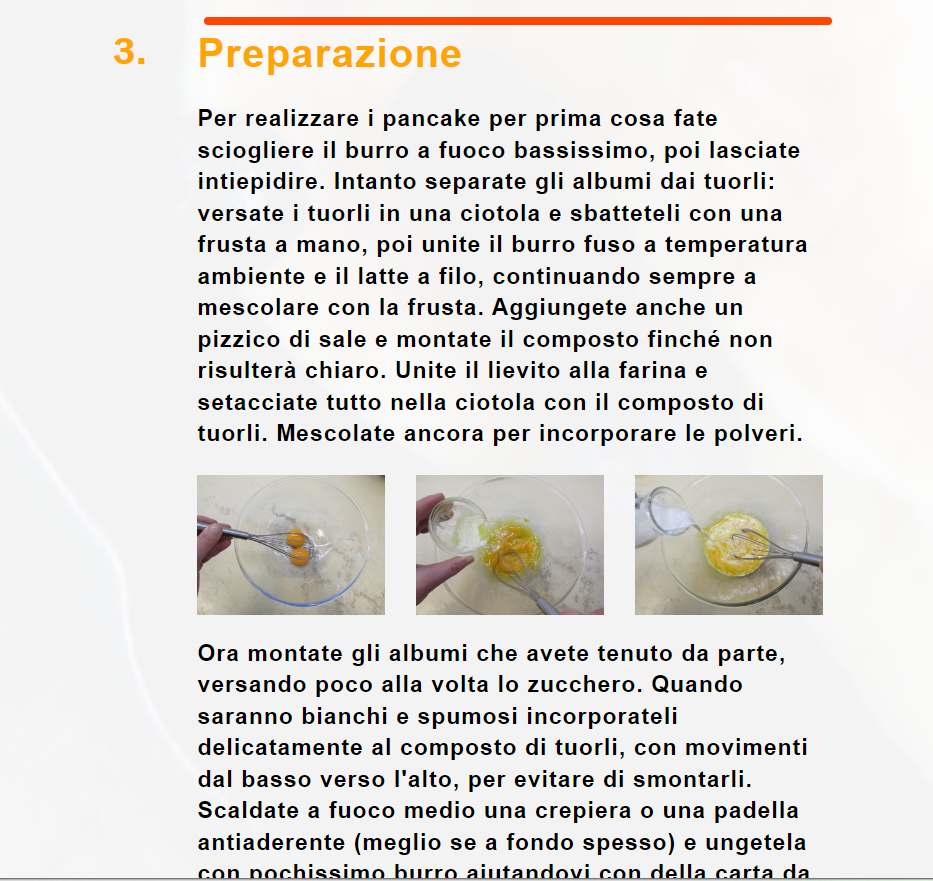 3. Preparazione
Per realizzare i pancake per prima cosa fate
sciogliere il burro a fuoco bassissimo, poi lasciate
intiepidire. Intanto separate gli albumi dai tuorli:
versate i tuorli in una ciotola e sbatteteli con una
frusta a mano, poi unite il burro fuso a temperatura
ambiente e il latte a filo, continuando sempre a
mescolare con la frusta. Aggiungete anche un
pizzico di sale e montate il composto finché non
risulterà chiaro. Unite il lievito alla farina e
setacciate tutto nella ciotola con il composto di
tuorli. Mescolate ancora per incorporare le polveri.
Ora montate gli albumi che avete tenuto da parte,
versando poco alla volta lo zucchero. Quando
saranno bianchi e spumosi incorporateli
delicatamente al composto di tuorli, con movimenti
dal basso verso l'alto, per evitare di smontarli.
Scaldate a fuoco medio una crepiera o una padella
antiaderente (meglio se a fondo spesso) e ungetela
con pochissimo burro aiutandovi con della carta da